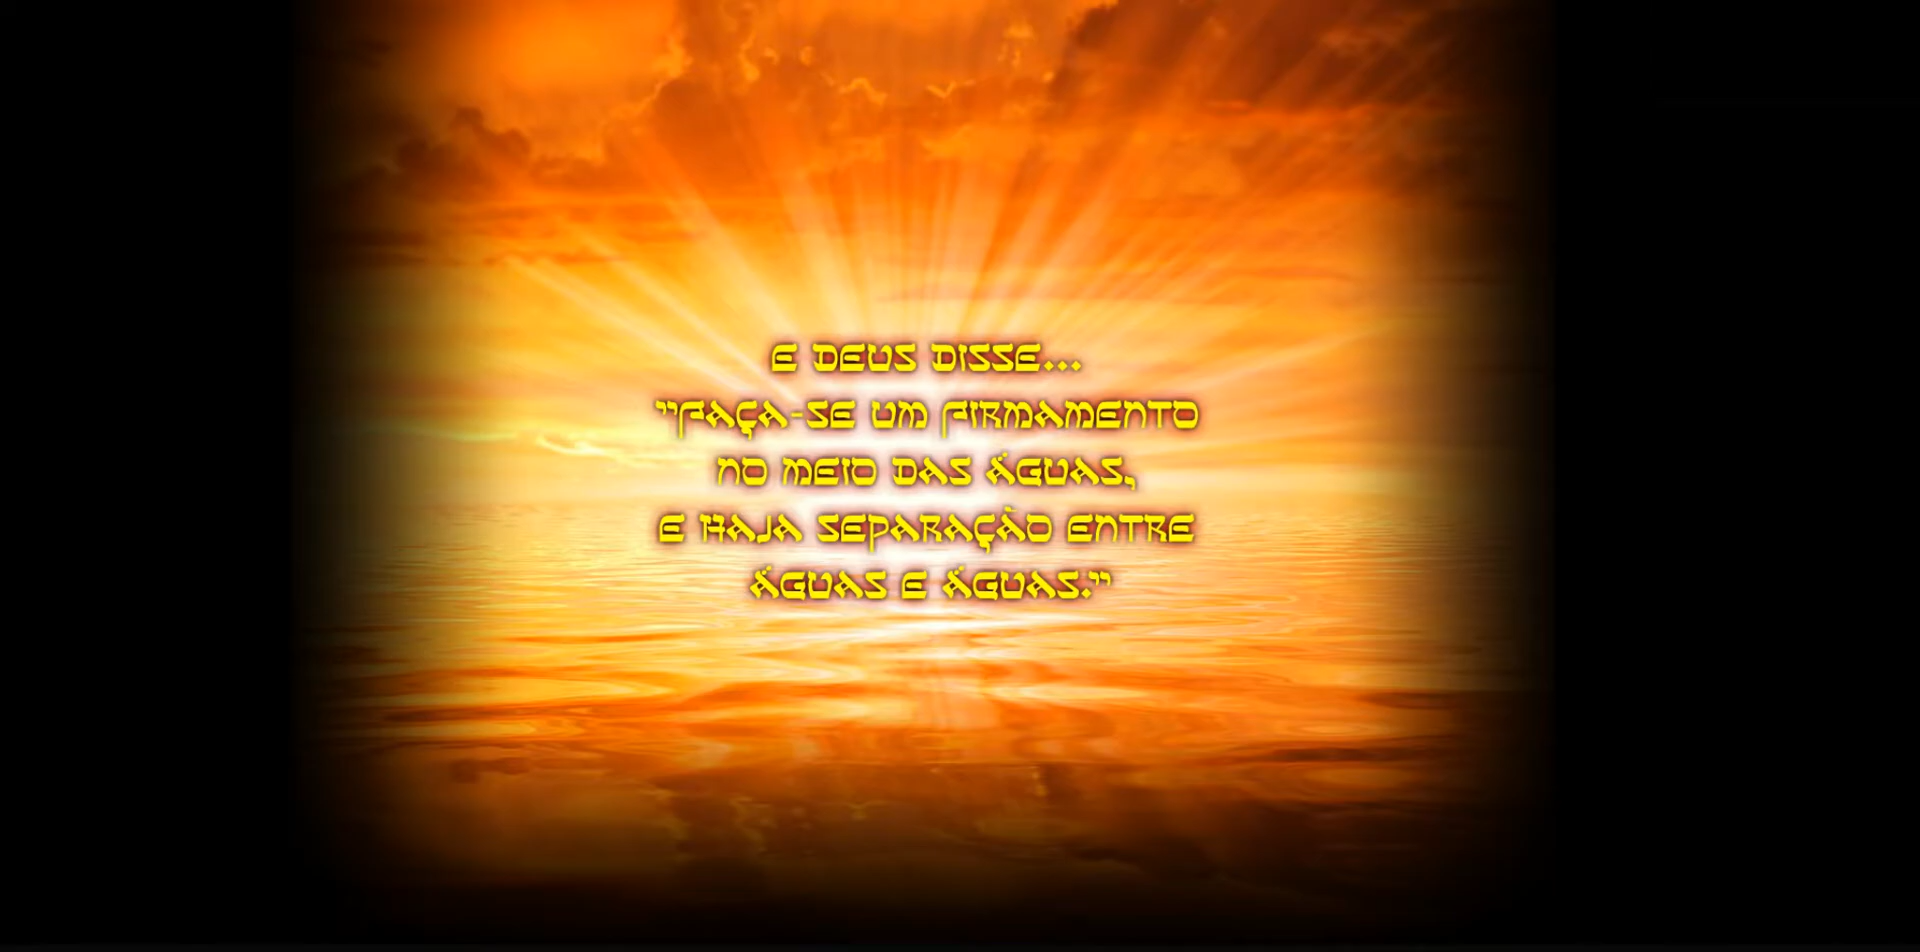 E DEUS DISSE...
"FAÇA-SE UM FIRMAMENTO
NO MEIO DAS ÁGUAS,
E HAJA SEPARAÇÃO ENTRE
ÁGUAS E ÁGUAS."